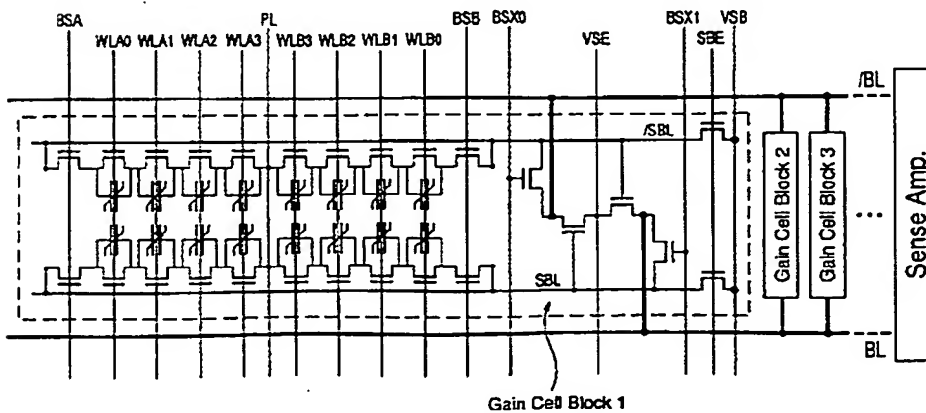 BSA PL BSB BSX0 BSX1 VSB
WLA0 WLA1 WLA2 WLA3 WLB3 WLB2 WLB1 WLB0 VSE SBE
/BL
/SBL
Gain Cell Block 2
Gain Cell Block 3
...
Sense Amp.
SBL
BL
Gain Cell Block 1